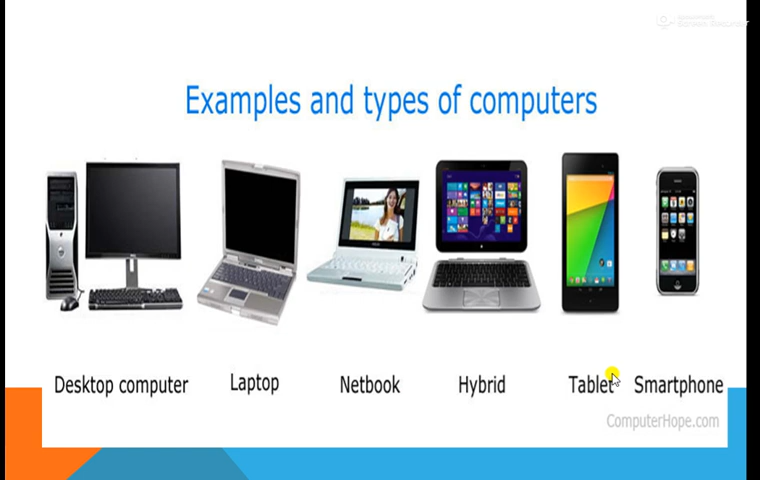 Examples and types of computers
Desktop computer
Laptop
Netbook
Hybrid
Tablet
Smartphone
ComputerHope.com